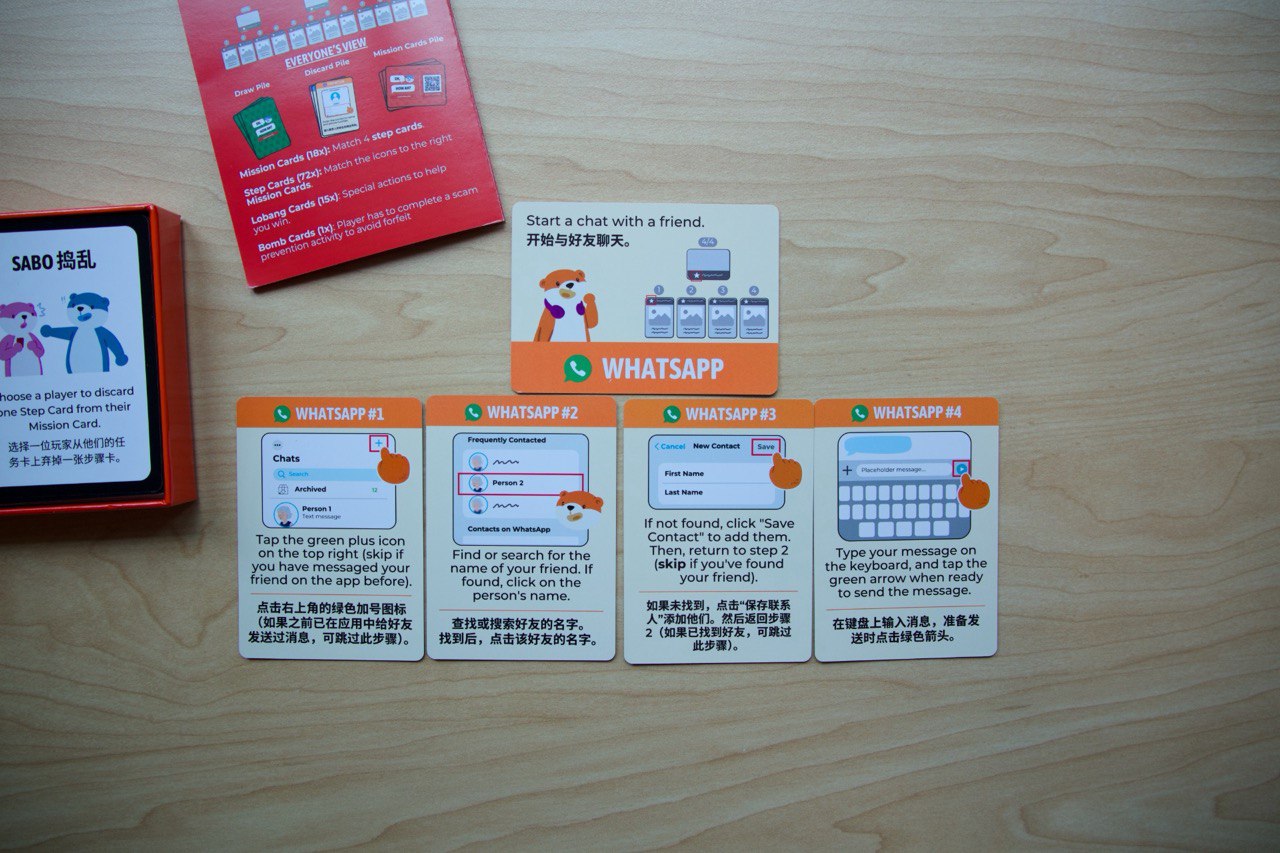 EVERYONE'S VIEW
Draw Pile
Discard Pile
Mission Cards Pile
Mission Cards (18x): Match 4 step cards.
Step Cards (72x): Match the icons to the right
Mission Cards.
Lobang Cards (15x): Special actions to help
you win.
Bomb Cards (1x): Player has to complete a scam
prevention activity to avoid forfeit
SABO 捣乱
hoose a player to discard
one Step Card from their
Mission Card.
选择一位玩家从他们的任
务卡上弃掉一张步骤卡。
Start a chat with a friend.
开始与好友聊天。
4/4
1 2 3 4
WHATSAPP
WHATSAPP #1
Chats
Search
Archived 12
Person 1
Text message
Tap the green plus icon
on the top right (skip if
you have messaged your
friend on the app before).
点击右上角的绿色加号图标
（如果之前已在应用中给好友
发送过消息，可跳过此步骤）。
WHATSAPP #2
Frequently Contacted
Person 2
Contacts on WhatsApp
Find or search for the
name of your friend. If
found, click on the
person's name.
查找或搜索好友的名字。
找到后，点击该好友的名字。
WHATSAPP #3
Cancel New Contact Save
First Name
Last Name
If not found, click "Save
Contact" to add them.
Then, return to step 2
(skip if you've found
your friend).
如果未找到，点击“保存联系
人”添加他们。然后返回步骤
2（如果已找到好友，可跳过
此步骤）。
WHATSAPP #4
Placeholder message...
Type your message on
the keyboard, and tap the
green arrow when ready
to send the message.
在键盘上输入消息，准备发
送时点击绿色箭头。